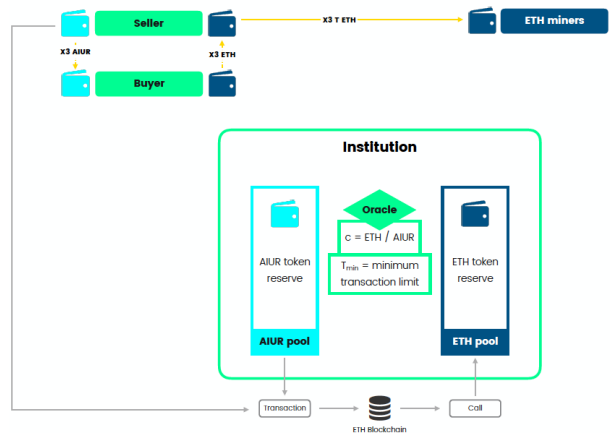 Seller
X3 T ETH
ETH miners
X3 AIUR
X3 ETH
Buyer
Institution
Oracle
c = ETH / AIUR
AIUR token
reserve
Tmin = minimum
transaction limit
ETH token
reserve
AIUR pool
ETH pool
Transaction
Call
ETH Blockchain